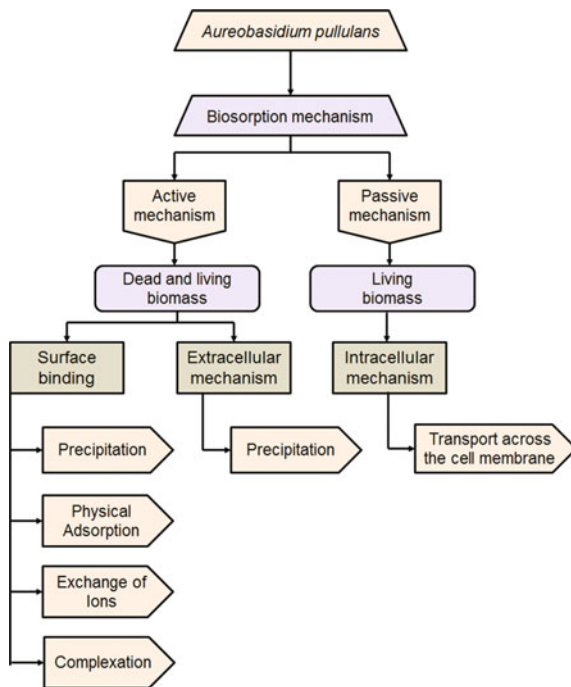 Aureobasidium pullulans
Biosorption mechanism
Active
mechanism
Passive
mechanism
Dead and living
biomass
Living
biomass
Surface
binding
Extracellular
mechanism
Intracellular
mechanism
Precipitation
Precipitation
Transport across
the cell membrane
Physical
Adsorption
Exchange of
Ions
Complexation